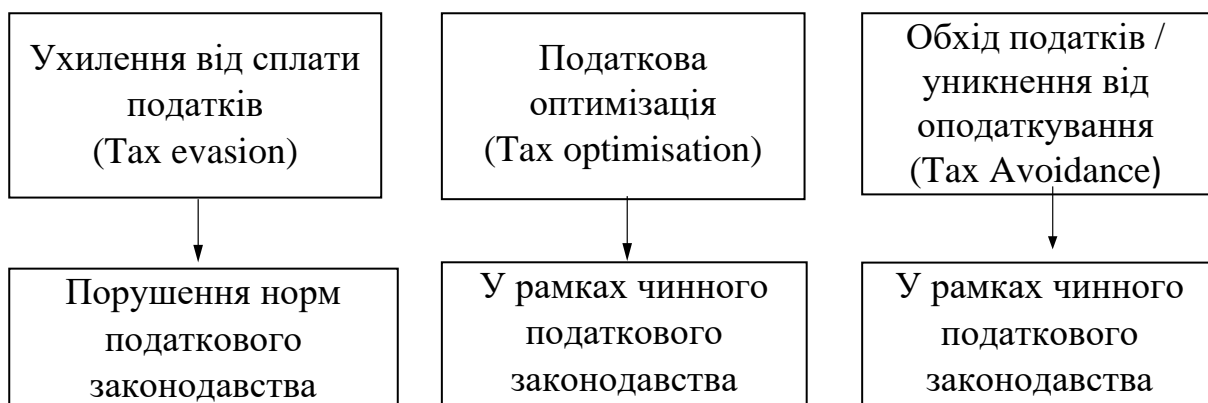 Ухилення від сплати
податків
(Tax evasion)
Податкова
оптимізація
(Tax optimisation)
Обхід податків /
уникнення від
оподаткування
(Tax Avoidance)
Порушення норм
податкового
законодавства
У рамках чинного
податкового
законодавства
У рамках чинного
податкового
законодавства